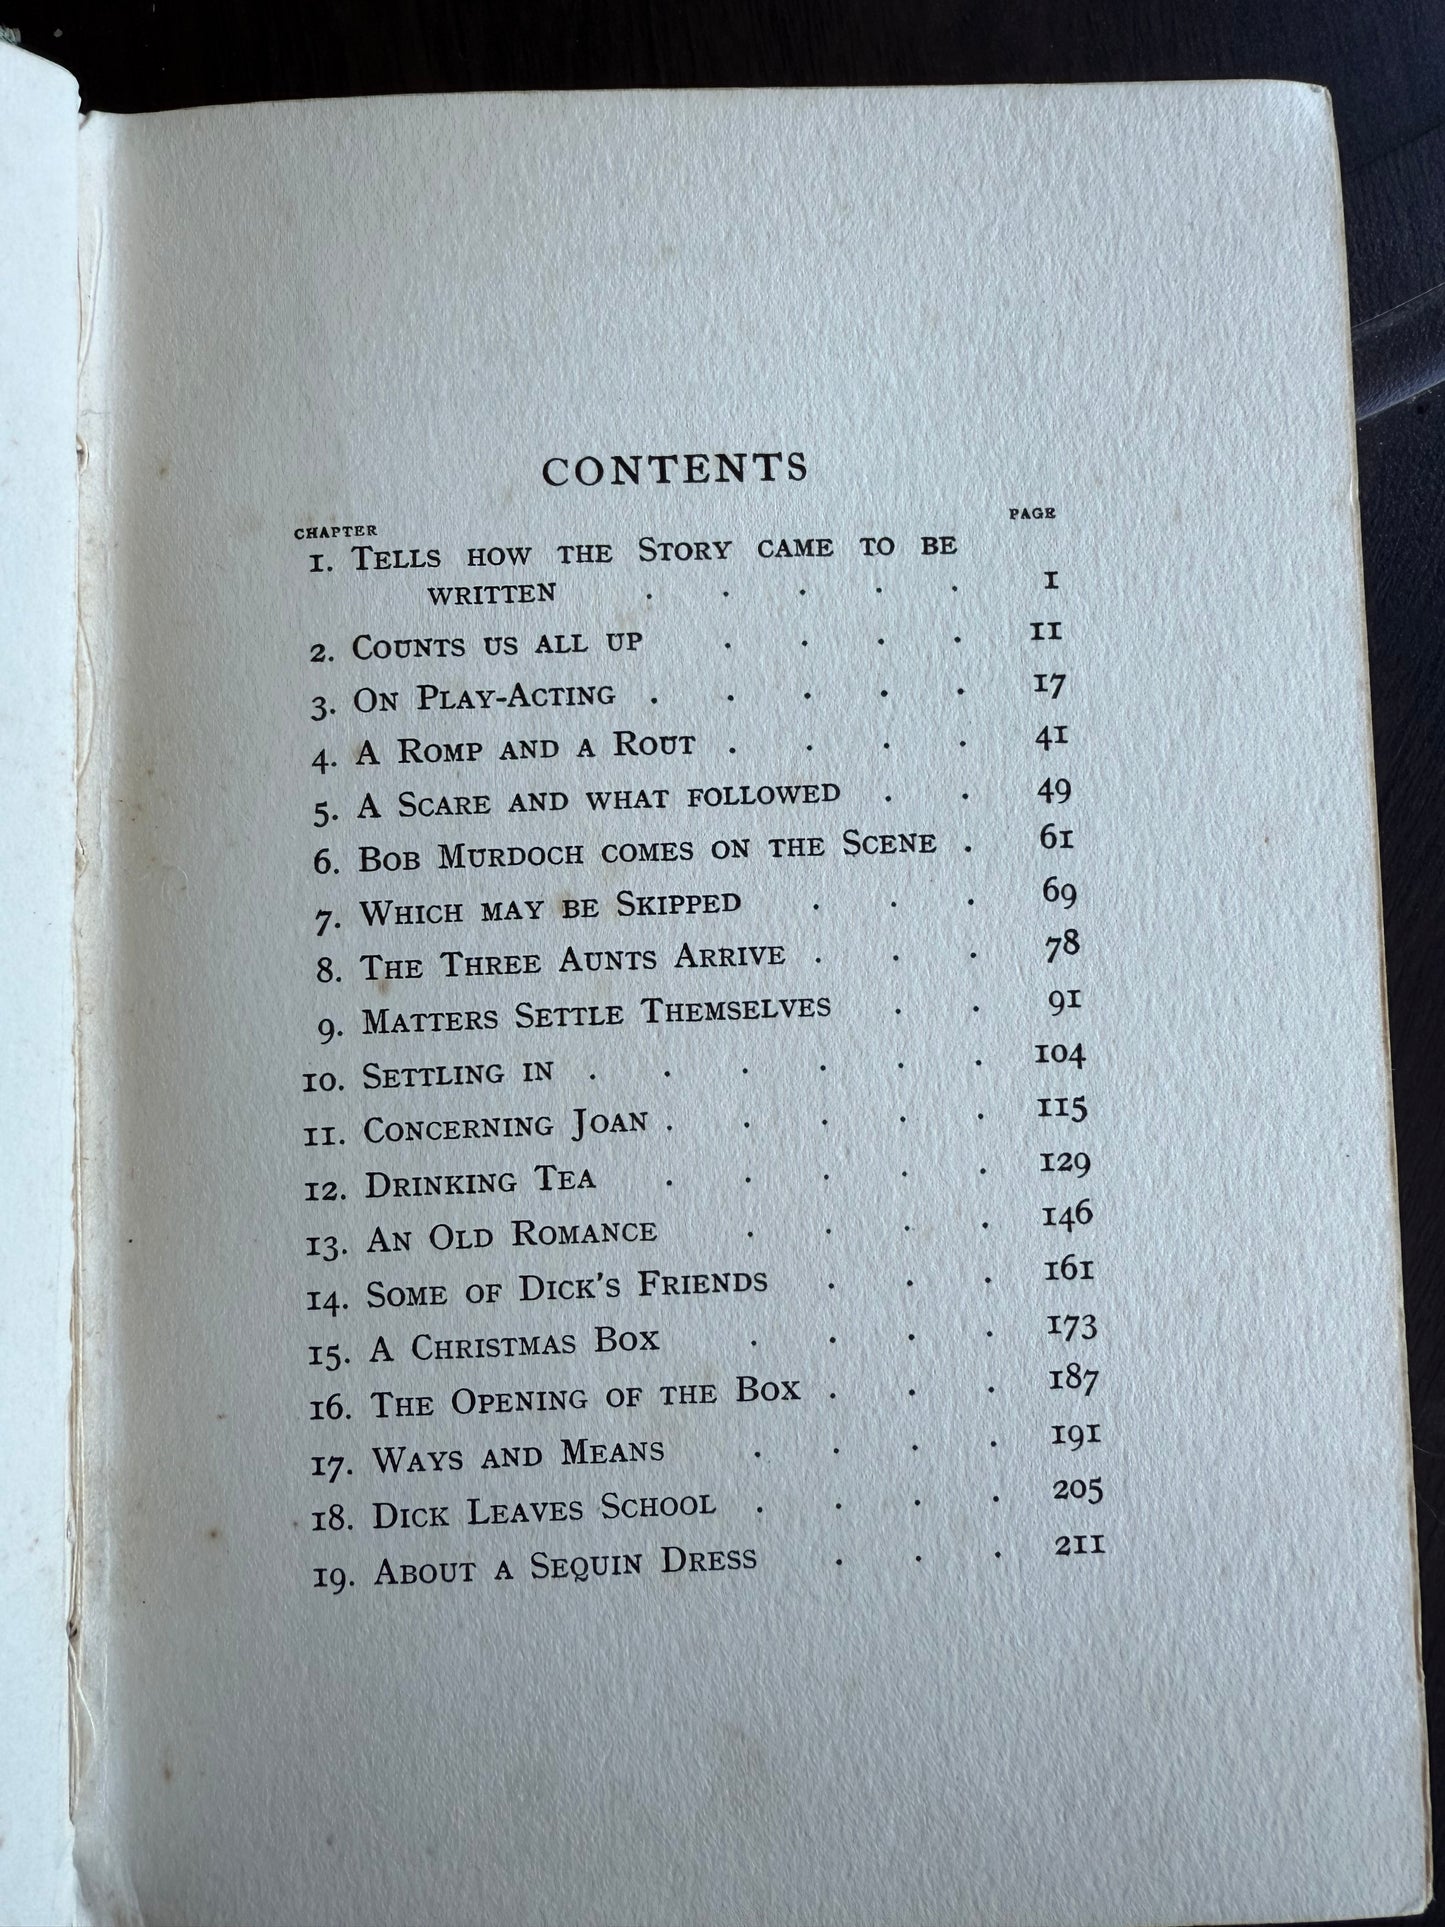 CONTENTS
CHAPTER PAGE
1. TELLS HOW THE STORY CAME TO BE
WRITTEN . . . . . 1
2. COUNTS US ALL UP . . . . 11
3. ON PLAY-ACTING . . . . . 17
4. A ROMP AND A ROUT . . . . 41
5. A SCARE AND WHAT FOLLOWED . . 49
6. BOB MURDOCH COMES ON THE SCENE . 61
7. WHICH MAY BE SKIPPED . . . 69
8. THE THREE AUNTS ARRIVE . . . 78
9. MATTERS SETTLE THEMSELVES . . 91
10. SETTLING IN . . . . . . 104
11. CONCERNING JOAN . . . . . 115
12. DRINKING TEA . . . . . 129
13. AN OLD ROMANCE . . . . 146
14. SOME OF DICK'S FRIENDS . . . 161
15. A CHRISTMAS BOX . . . . 173
16. THE OPENING OF THE BOX . . . 187
17. WAYS AND MEANS . . . . 191
18. DICK LEAVES SCHOOL . . . . 205
19. ABOUT A SEQUIN DRESS . . . 211